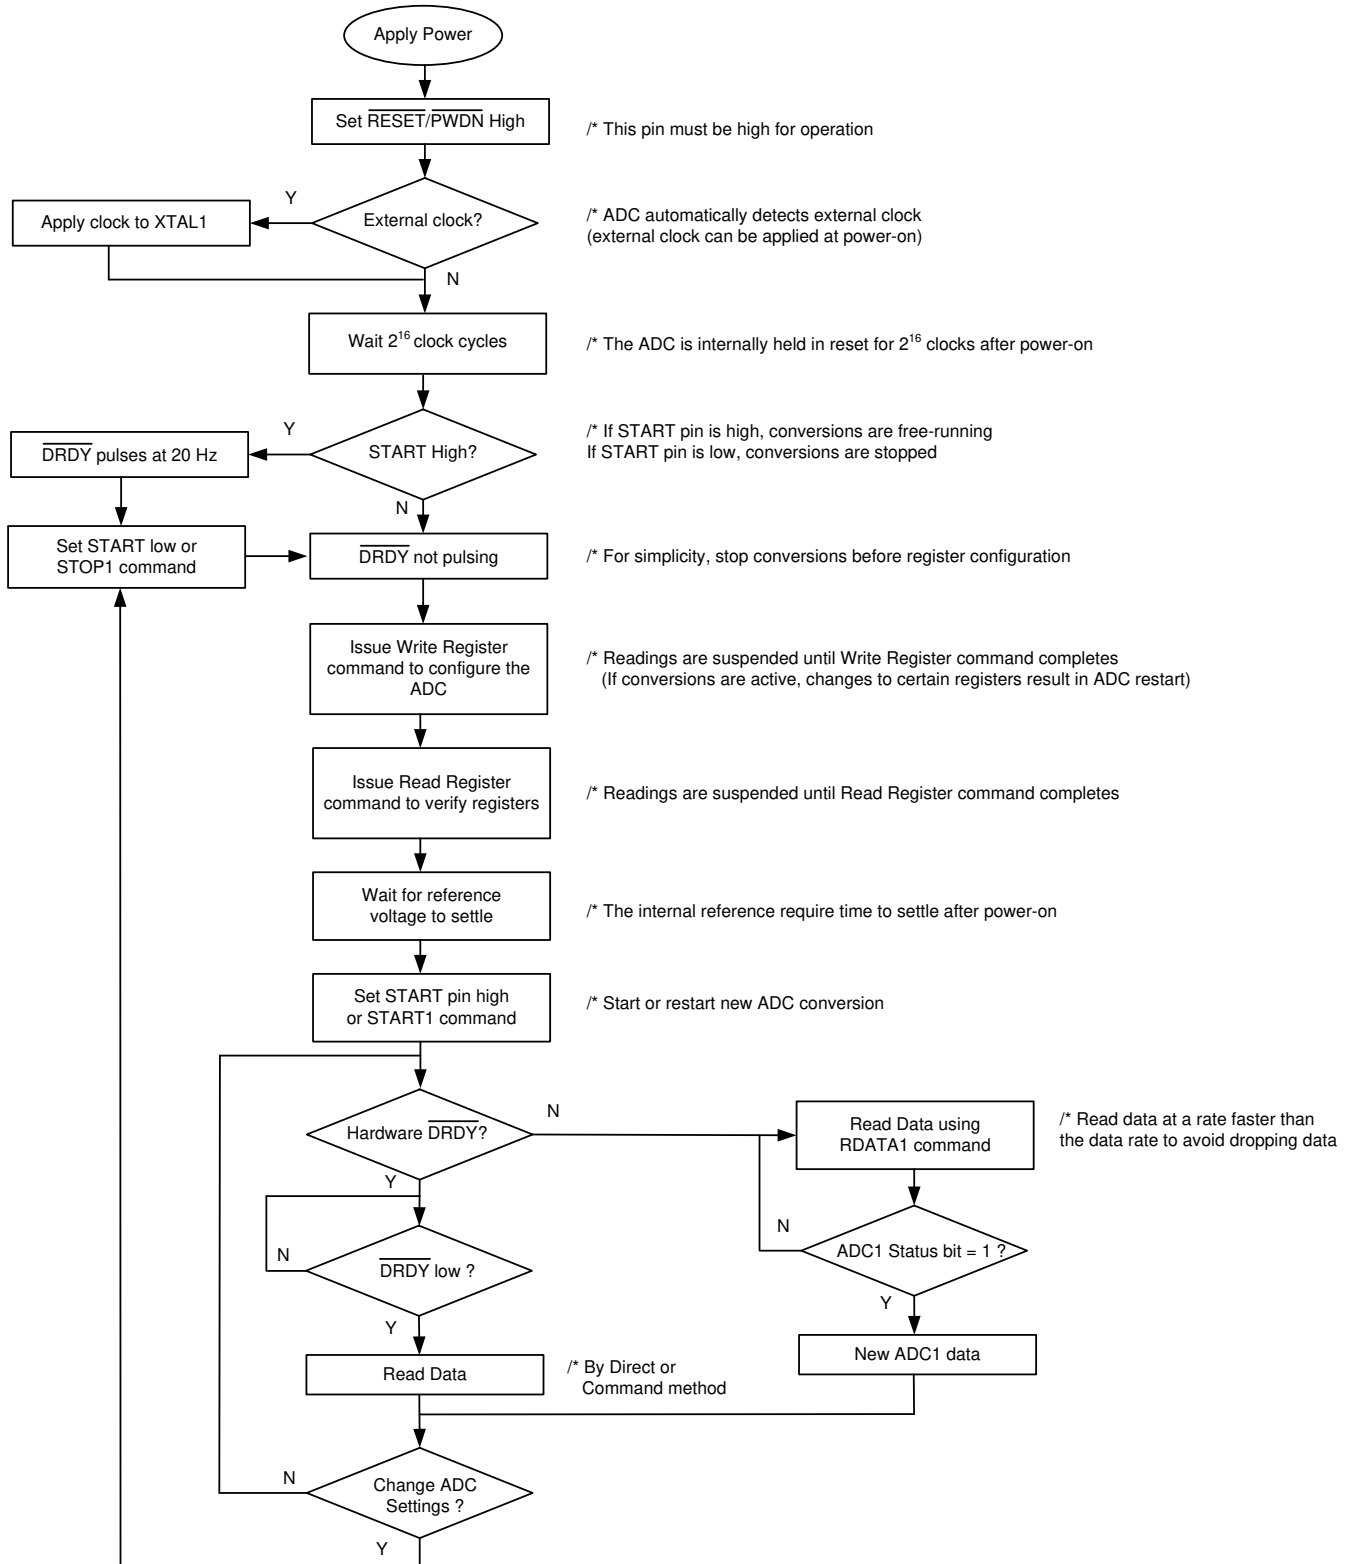 Apply Power
Set RESET/PWDN High
/* This pin must be high for operation
Y
Apply clock to XTAL1
External clock?
/* ADC automatically detects external clock
(external clock can be applied at power-on)
N
Wait 2^16 clock cycles
/* The ADC is internally held in reset for 2^16 clocks after power-on
Y
DRDY pulses at 20 Hz
START High?
/* If START pin is high, conversions are free-running
If START pin is low, conversions are stopped
N
Set START low or
STOP1 command
DRDY not pulsing
/* For simplicity, stop conversions before register configuration
Issue Write Register
command to configure the
ADC
/* Readings are suspended until Write Register command completes
(If conversions are active, changes to certain registers result in ADC restart)
Issue Read Register
command to verify registers
/* Readings are suspended until Read Register command completes
Wait for reference
voltage to settle
/* The internal reference require time to settle after power-on
Set START pin high
or START1 command
/* Start or restart new ADC conversion
Hardware DRDY?
N
Read Data using
RDATA1 command
/* Read data at a rate faster than
the data rate to avoid dropping data
Y
N
DRDY low ?
N
ADC1 Status bit = 1 ?
Y
Y
Read Data
/* By Direct or
Command method
New ADC1 data
N
Change ADC
Settings ?
Y